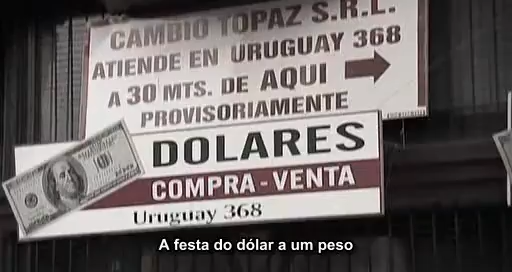 CAMBIO TOPAZ S.R.L.
ATIENDE EN URUGUAY 368
A 30 MTS. DE AQUI
PROVISORIAMENTE
DOLARES
COMPRA - VENTA
Uruguay 368
A festa do dólar a um peso